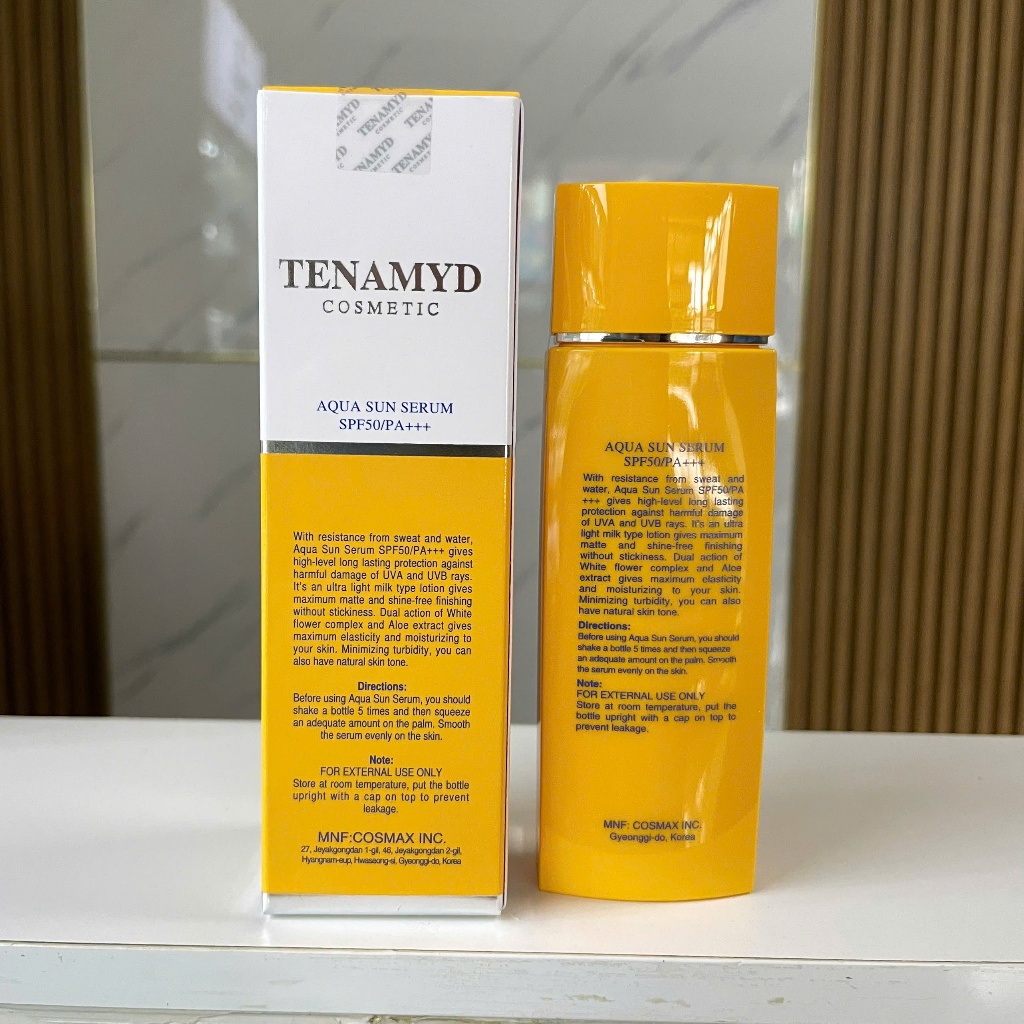 TENAMYD
COSMETIC
TENAMYD
COSMETIC
AQUA SUN SERUM
SPF50/PA+++
With resistance from sweat and water,
Aqua Sun Serum SPF50/PA+++ gives
high-level long lasting protection against
harmful damage of UVA and UVB rays.
It's an ultra light milk type lotion gives
maximum matte and shine-free finishing
without stickiness. Dual action of White
flower complex and Aloe extract gives
maximum elasticity and moisturizing to
your skin. Minimizing turbidity, you can
also have natural skin tone.
Directions:
Before using Aqua Sun Serum, you should
shake a bottle 5 times and then squeeze
an adequate amount on the palm. Smooth
the serum evenly on the skin.
Note:
FOR EXTERNAL USE ONLY
Store at room temperature, put the bottle
upright with a cap on top to prevent
leakage.
MNF:COSMAX INC.
27, Jeyakgongdan 1-gil, 46, Jeyakgongdan 2-gil,
Hyangnam-eup, Hwaseong-si, Gyeonggi-do, Korea
AQUA SUN SERUM
SPF50/PA+++
With resistance from sweat and
water, Aqua Sun Serum SPF50/PA
+++ gives high-level long lasting
protection against harmful damage
of UVA and UVB rays. It's an ultra
light milk type lotion gives maximum
matte and shine-free finishing
without stickiness. Dual action of
White flower complex and Aloe
extract gives maximum elasticity
and moisturizing to your skin.
Minimizing turbidity, you can also
have natural skin tone.
Directions:
Before using Aqua Sun Serum, you should
shake a bottle 5 times and then squeeze
an adequate amount on the palm. Smooth
the serum evenly on the skin.
Note:
FOR EXTERNAL USE ONLY
Store at room temperature, put the
bottle upright with a cap on top to
prevent leakage.
MNF: COSMAX INC.
Gyeonggi-do, Korea